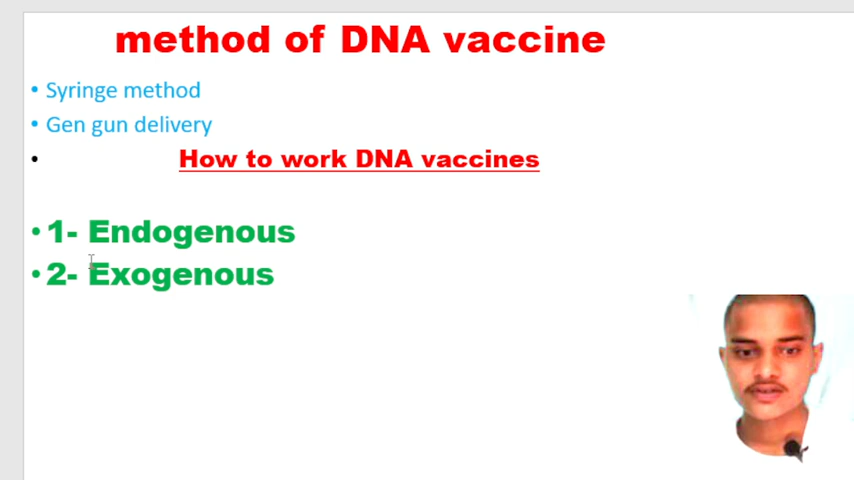 method of DNA vaccine
• Syringe method
• Gen gun delivery
• How to work DNA vaccines
• 1- Endogenous
• 2- Exogenous